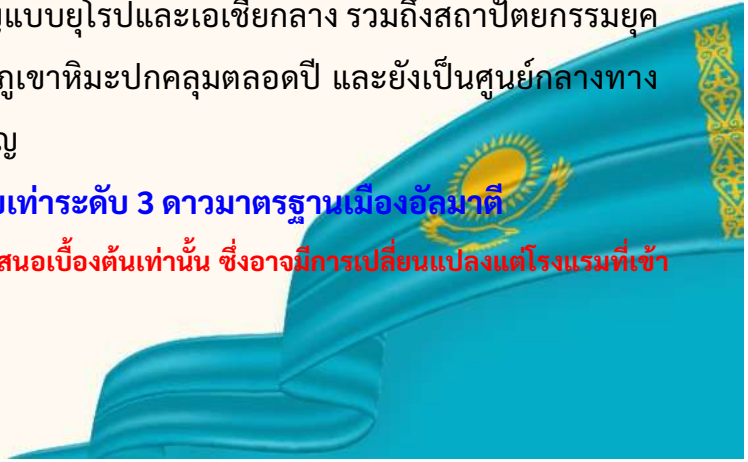 แบบยุโรปและเอเชียกลาง รวมถึงสถาปัตยกรรมยุค
ภูเขาหิมะปกคลุมตลอดปี และยังเป็นศูนย์กลางทาง
เท่าระดับ 3 ดาวมาตรฐานเมืองอัลมาตี
สนอเบื้องต้นเท่านั้น ซึ่งอาจมีการเปลี่ยนแปลงแต่โรงแรมที่เข้า